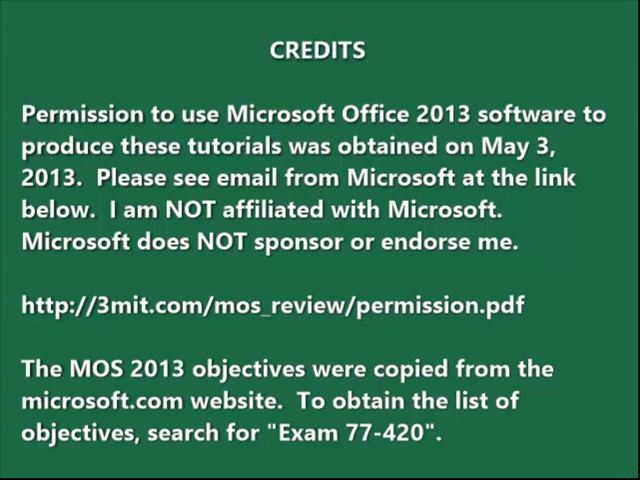 CREDITS
Permission to use Microsoft Office 2013 software to
produce these tutorials was obtained on May 3,
2013.  Please see email from Microsoft at the link
below.  I am NOT affiliated with Microsoft.
Microsoft does NOT sponsor or endorse me.
http://3mit.com/mos_review/permission.pdf
The MOS 2013 objectives were copied from the
microsoft.com website.  To obtain the list of
objectives, search for "Exam 77-420".